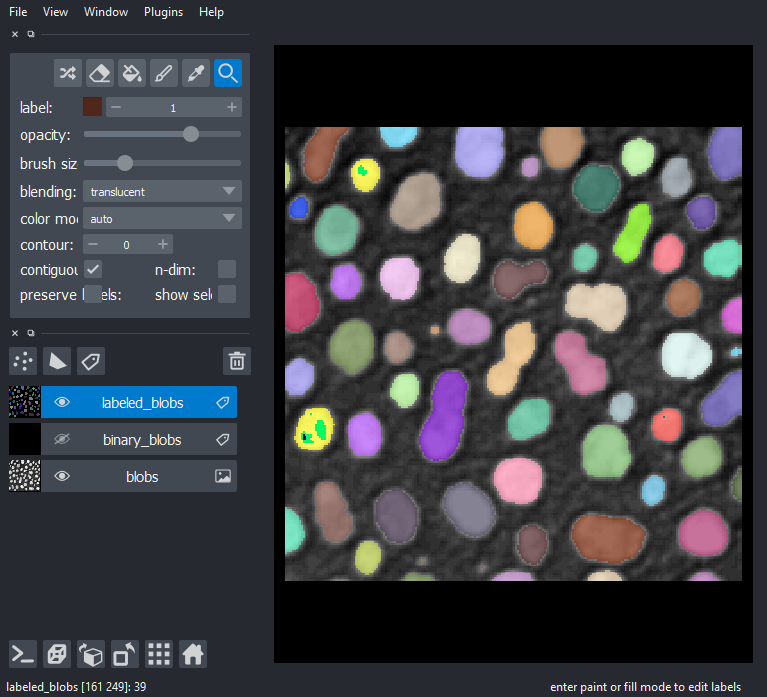 File View Window Plugins Help
label: 1
opacity:
brush siz
blending: translucent
color mo auto
contour: 0
contiguou n-dim:
preserve els: show sel
labeled_blobs
binary_blobs
blobs
labeled_blobs [161 249]: 39 enter paint or fill mode to edit labels